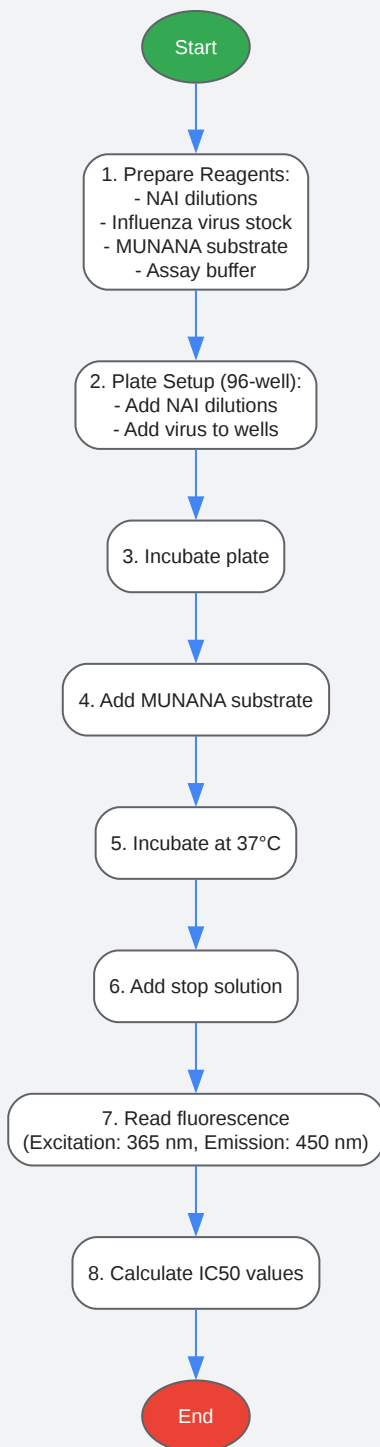 Start
1. Prepare Reagents:
- NAI dilutions
- Influenza virus stock
- MUNANA substrate
- Assay buffer
2. Plate Setup (96-well):
- Add NAI dilutions
- Add virus to wells
3. Incubate plate
4. Add MUNANA substrate
5. Incubate at 37°C
6. Add stop solution
7. Read fluorescence
(Excitation: 365 nm, Emission: 450 nm)
8. Calculate IC50 values
End